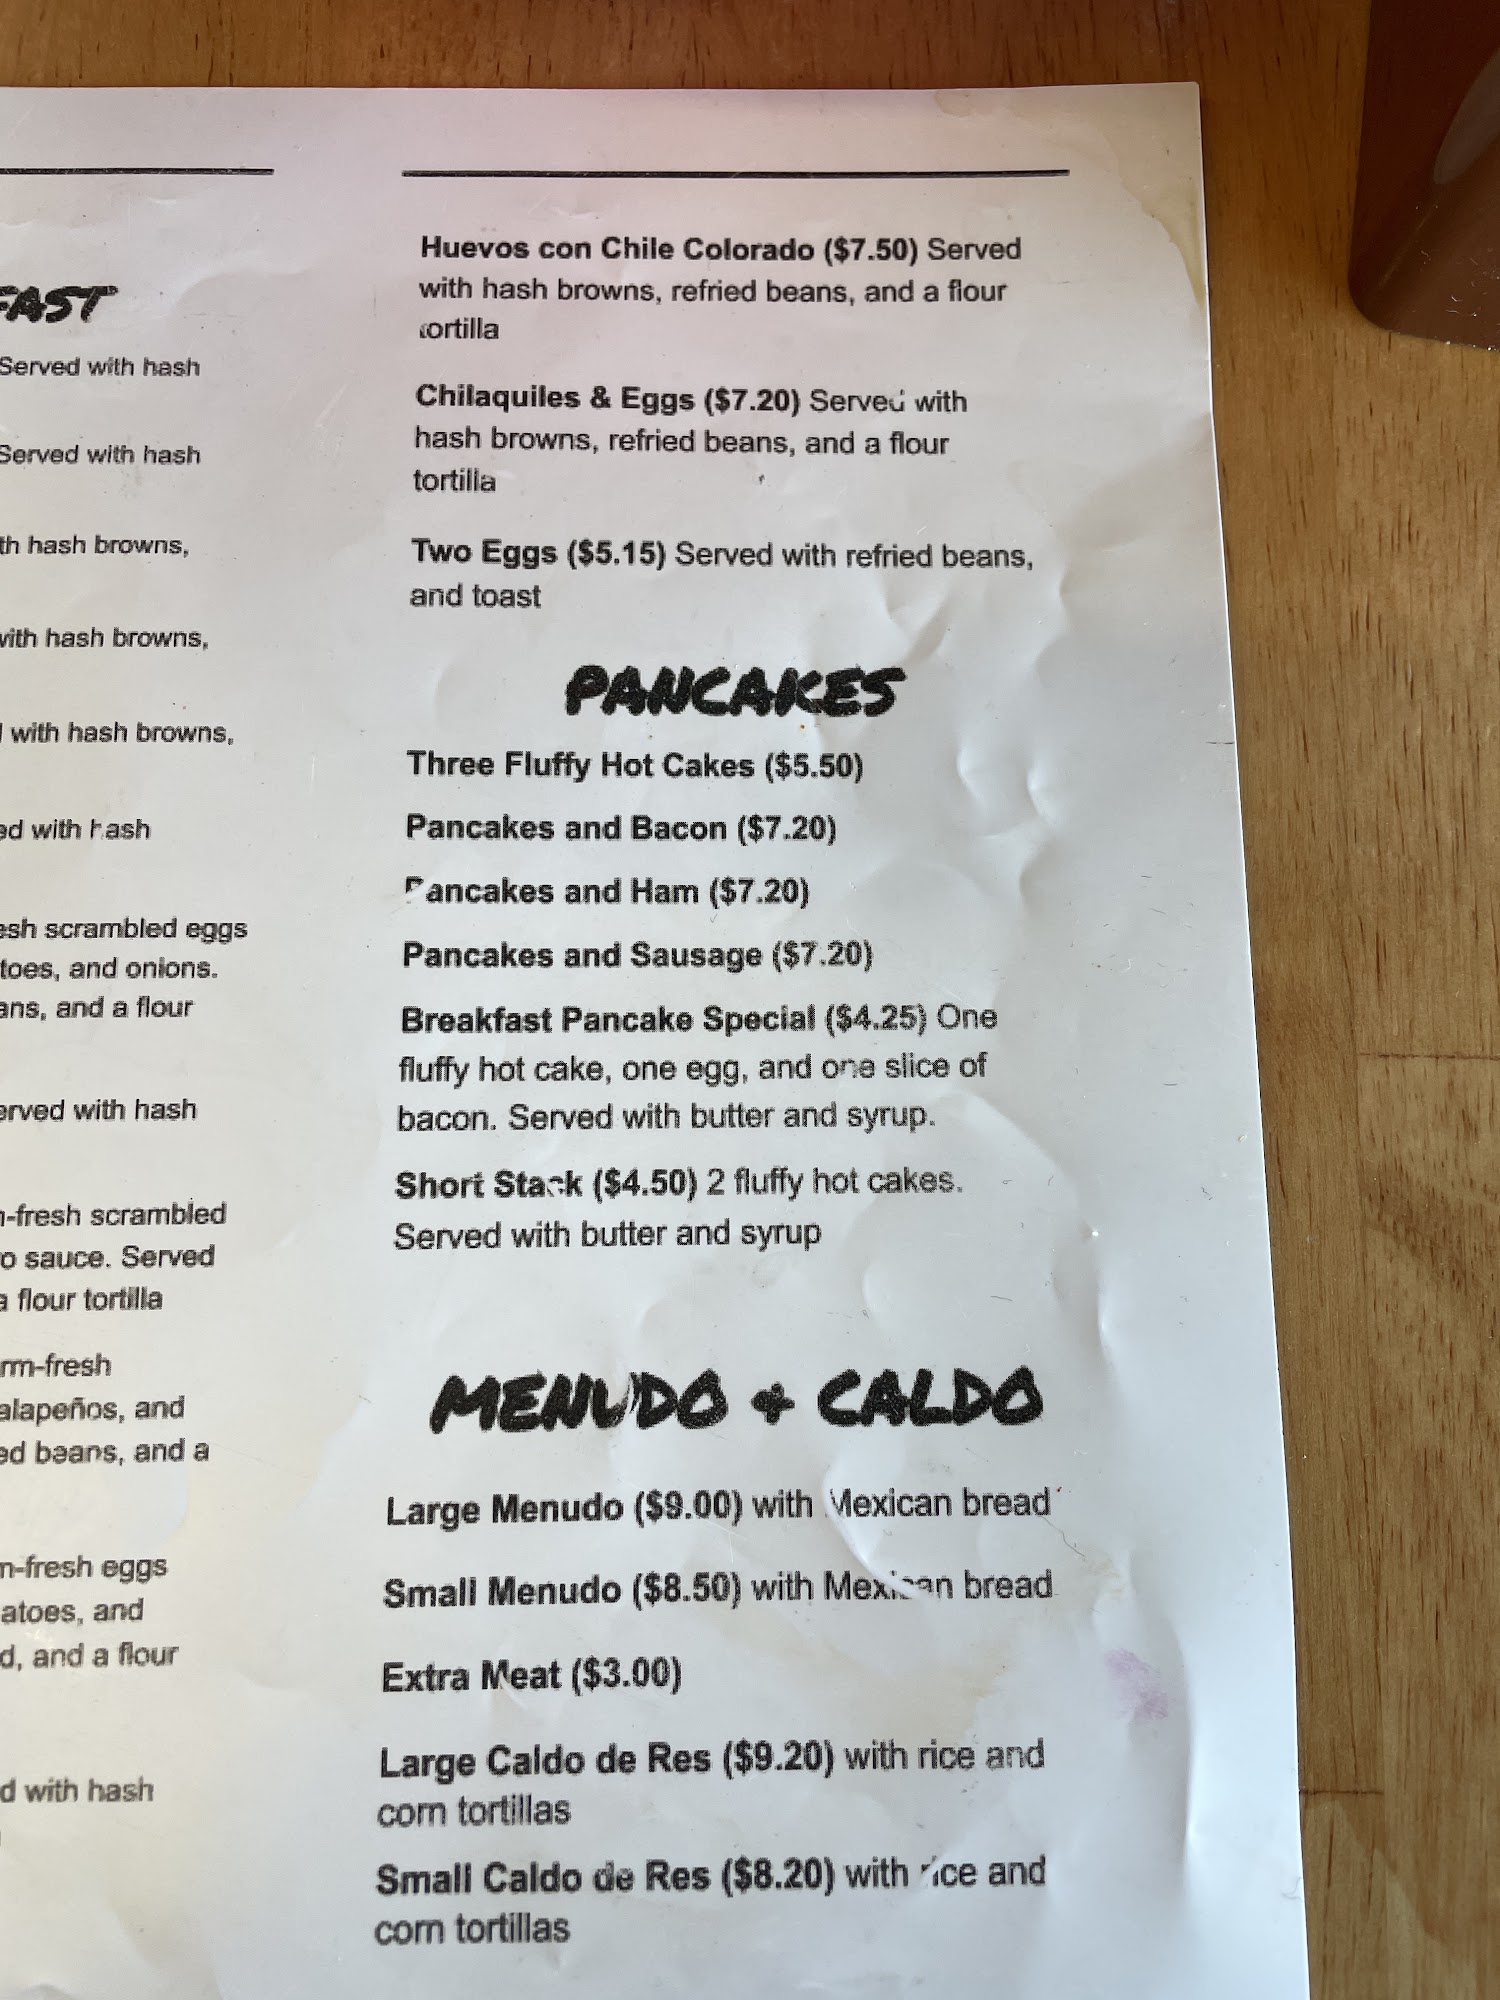 FAST
Served with hash
Served with hash
th hash browns,
with hash browns,
with hash browns,
ed with hash
esh scrambled eggs
toes, and onions.
ans, and a flour
erved with hash
n-fresh scrambled
o sauce. Served
a flour tortilla
rm-fresh
alapeños, and
ed beans, and a
n-fresh eggs
atoes, and
d, and a flour
d with hash
Huevos con Chile Colorado ($7.50) Served
with hash browns, refried beans, and a flour
tortilla
Chilaquiles & Eggs ($7.20) Served with
hash browns, refried beans, and a flour
tortilla
Two Eggs ($5.15) Served with refried beans,
and toast
PANCAKES
Three Fluffy Hot Cakes ($5.50)
Pancakes and Bacon ($7.20)
Pancakes and Ham ($7.20)
Pancakes and Sausage ($7.20)
Breakfast Pancake Special ($4.25) One
fluffy hot cake, one egg, and one slice of
bacon. Served with butter and syrup.
Short Stack ($4.50) 2 fluffy hot cakes.
Served with butter and syrup
MENUDO & CALDO
Large Menudo ($9.00) with Mexican bread
Small Menudo ($8.50) with Mexican bread
Extra Meat ($3.00)
Large Caldo de Res ($9.20) with rice and
corn tortillas
Small Caldo de Res ($8.20) with rice and
corn tortillas